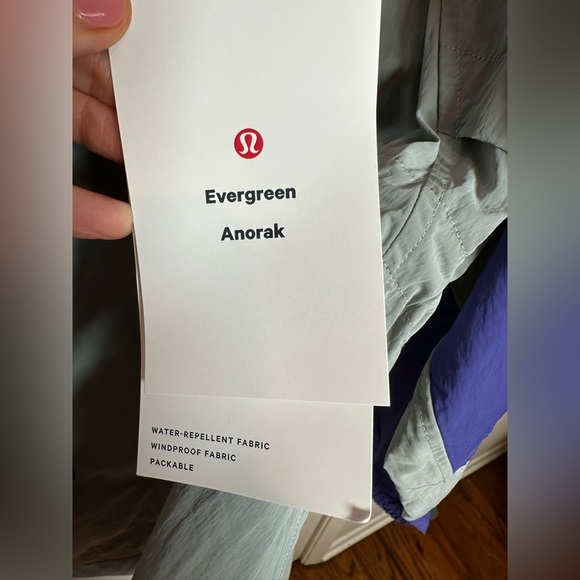 Evergreen
Anorak
WATER-REPELLENT FABRIC
WINDPROOF FABRIC
PACKABLE